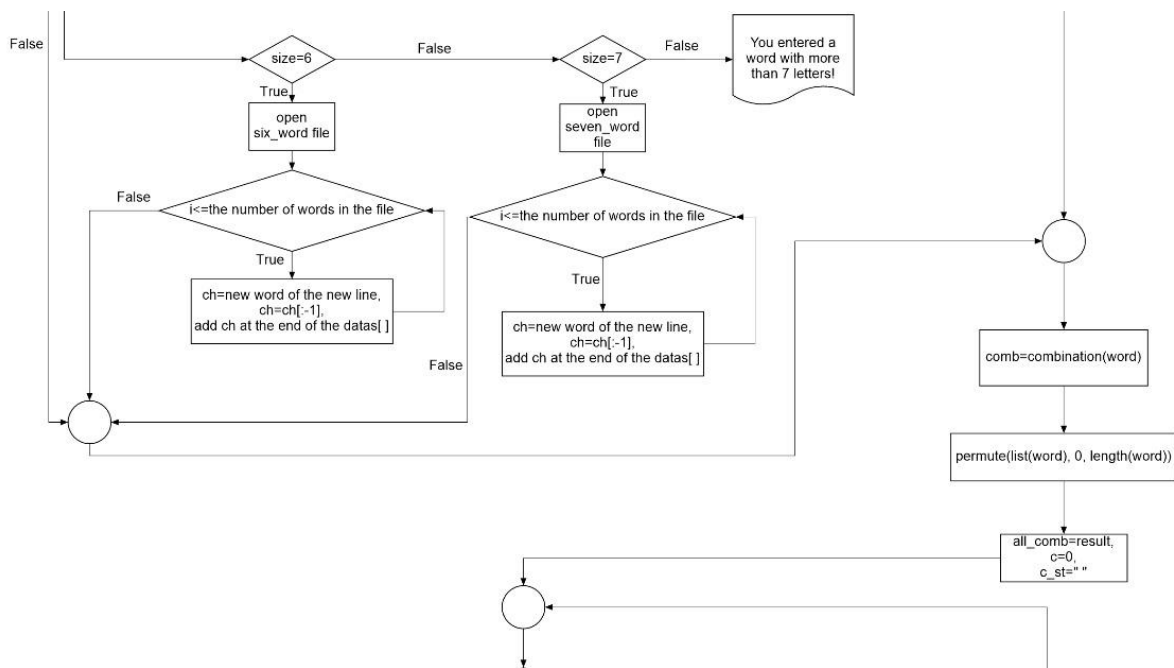 False
size=6
False
size=7
False
You entered a
word with more
than 7 letters!
True
True
open
six_word file
open
seven_word
file
False
i<=the number of words in the file
i<=the number of words in the file
True
True
ch=new word of the new line,
ch=ch[:-1],
add ch at the end of the datas[ ]
ch=new word of the new line,
ch=ch[:-1],
add ch at the end of the datas[ ]
False
comb=combination(word)
permute(list(word), 0, length(word))
all_comb=result,
c=0,
c_st=" "